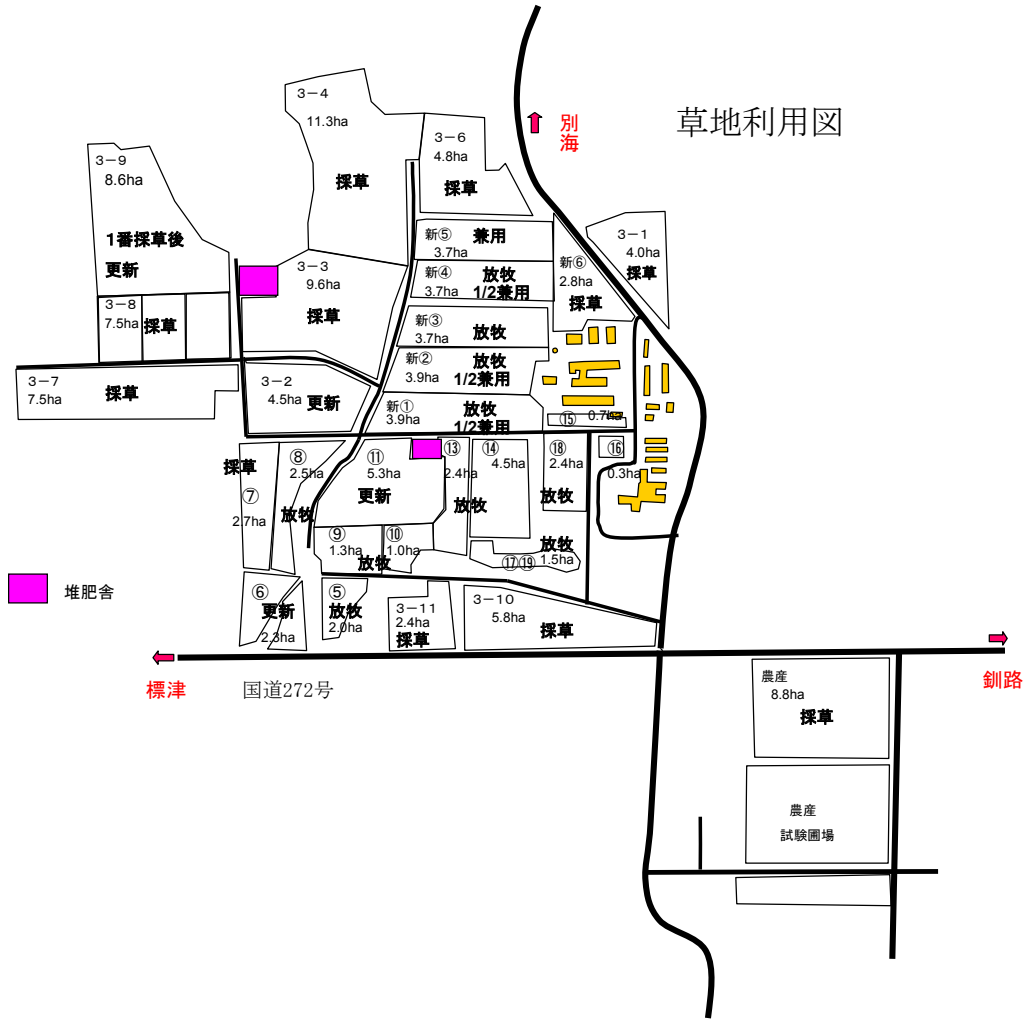 草地利用図
別海
3－4
11.3ha
採草
3－6
4.8ha
採草
3－9
8.6ha
1番採草後
更新
3－1
4.0ha
採草
新⑤ 兼用
3.7ha
新④ 放牧
3.7ha 1/2兼用
新⑥
2.8ha
採草
3－3
9.6ha
採草
3－8
7.5ha 採草
新③ 放牧
3.7ha
新② 放牧
3.9ha 1/2兼用
3－7
7.5ha 採草
3－2
4.5ha 更新
新① 放牧
3.9ha 1/2兼用
⑮ 0.7ha
採草
⑦
2.7ha
⑧
2.5ha
放牧
⑪
5.3ha
更新
⑬
2.4ha
放牧
⑭
4.5ha
⑱
2.4ha
放牧
⑯
0.3ha
⑨
1.3ha
⑩
1.0ha
放牧
放牧
⑰⑲ 1.5ha
堆肥舎
⑥
更新
2.3ha
⑤
放牧
2.0ha
3－11
2.4ha
採草
3－10
5.8ha
採草
標津
国道272号
釧路
農産
8.8ha
採草
農産
試験圃場